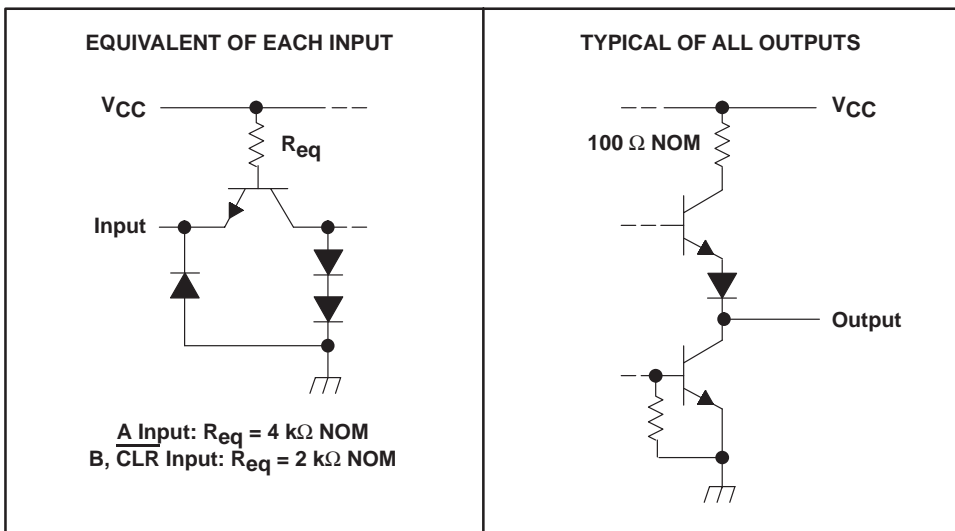 EQUIVALENT OF EACH INPUT
VCC
Req
Input
A Input: Req = 4 kΩ NOM
B, CLR Input: Req = 2 kΩ NOM
TYPICAL OF ALL OUTPUTS
VCC
100 Ω NOM
Output